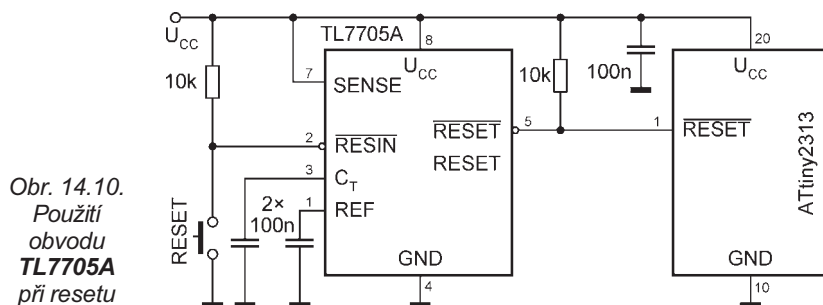 U_CC
TL7705A
8
20
7
SENSE
U_CC
10k
100n
U_CC
10k
2
RESIN
RESET
5
1
RESET
RESET
3
C_T
ATtiny2313
Obr. 14.10.
Použití
obvodu
TL7705A
při resetu
RESET
2×
100n
1
REF
GND
GND
4
10